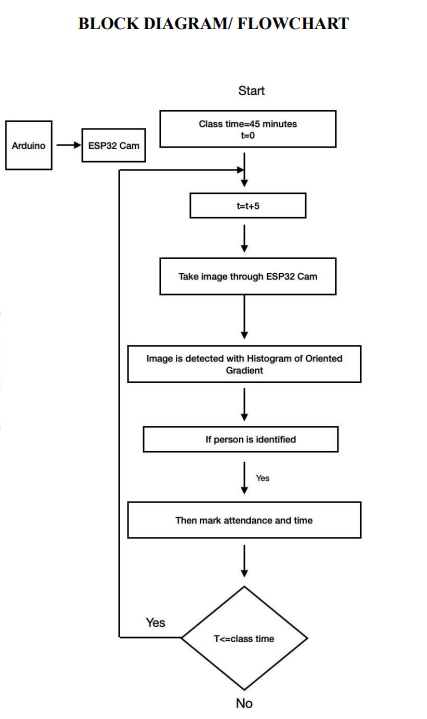 BLOCK DIAGRAM/ FLOWCHART
Start
Class time=45 minutes
t=0
Arduino
ESP32 Cam
t=t+5
Take image through ESP32 Cam
Image is detected with Histogram of Oriented
Gradient
If person is identified
Yes
Then mark attendance and time
Yes
T<=class time
No